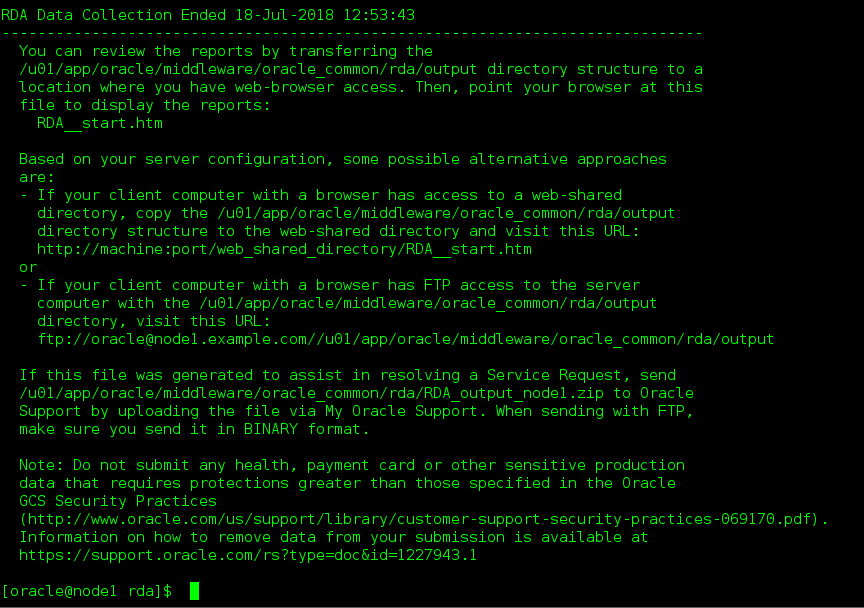 RDA Data Collection Ended 18-Jul-2018 12:53:43
------------------------------------------------------------------------------
You can review the reports by transferring the
/u01/app/oracle/middleware/oracle_common/rda/output directory structure to a
location where you have web-browser access. Then, point your browser at this
file to display the reports:
RDA__start.htm
Based on your server configuration, some possible alternative approaches
are:
- If your client computer with a browser has access to a web-shared
directory, copy the /u01/app/oracle/middleware/oracle_common/rda/output
directory structure to the web-shared directory and visit this URL:
http://machine:port/web_shared_directory/RDA__start.htm
or
- If your client computer with a browser has FTP access to the server
computer with the /u01/app/oracle/middleware/oracle_common/rda/output
directory, visit this URL:
ftp://oracle@node1.example.com//u01/app/oracle/middleware/oracle_common/rda/output
If this file was generated to assist in resolving a Service Request, send
/u01/app/oracle/middleware/oracle_common/rda/RDA_output_node1.zip to Oracle
Support by uploading the file via My Oracle Support. When sending with FTP,
make sure you send it in BINARY format.
Note: Do not submit any health, payment card or other sensitive production
data that requires protections greater than those specified in the Oracle
GCS Security Practices
(http://www.oracle.com/us/support/library/customer-support-security-practices-069170.pdf).
Information on how to remove data from your submission is available at
https://support.oracle.com/rs?type=doc&id=1227943.1
[oracle@node1 rda]$